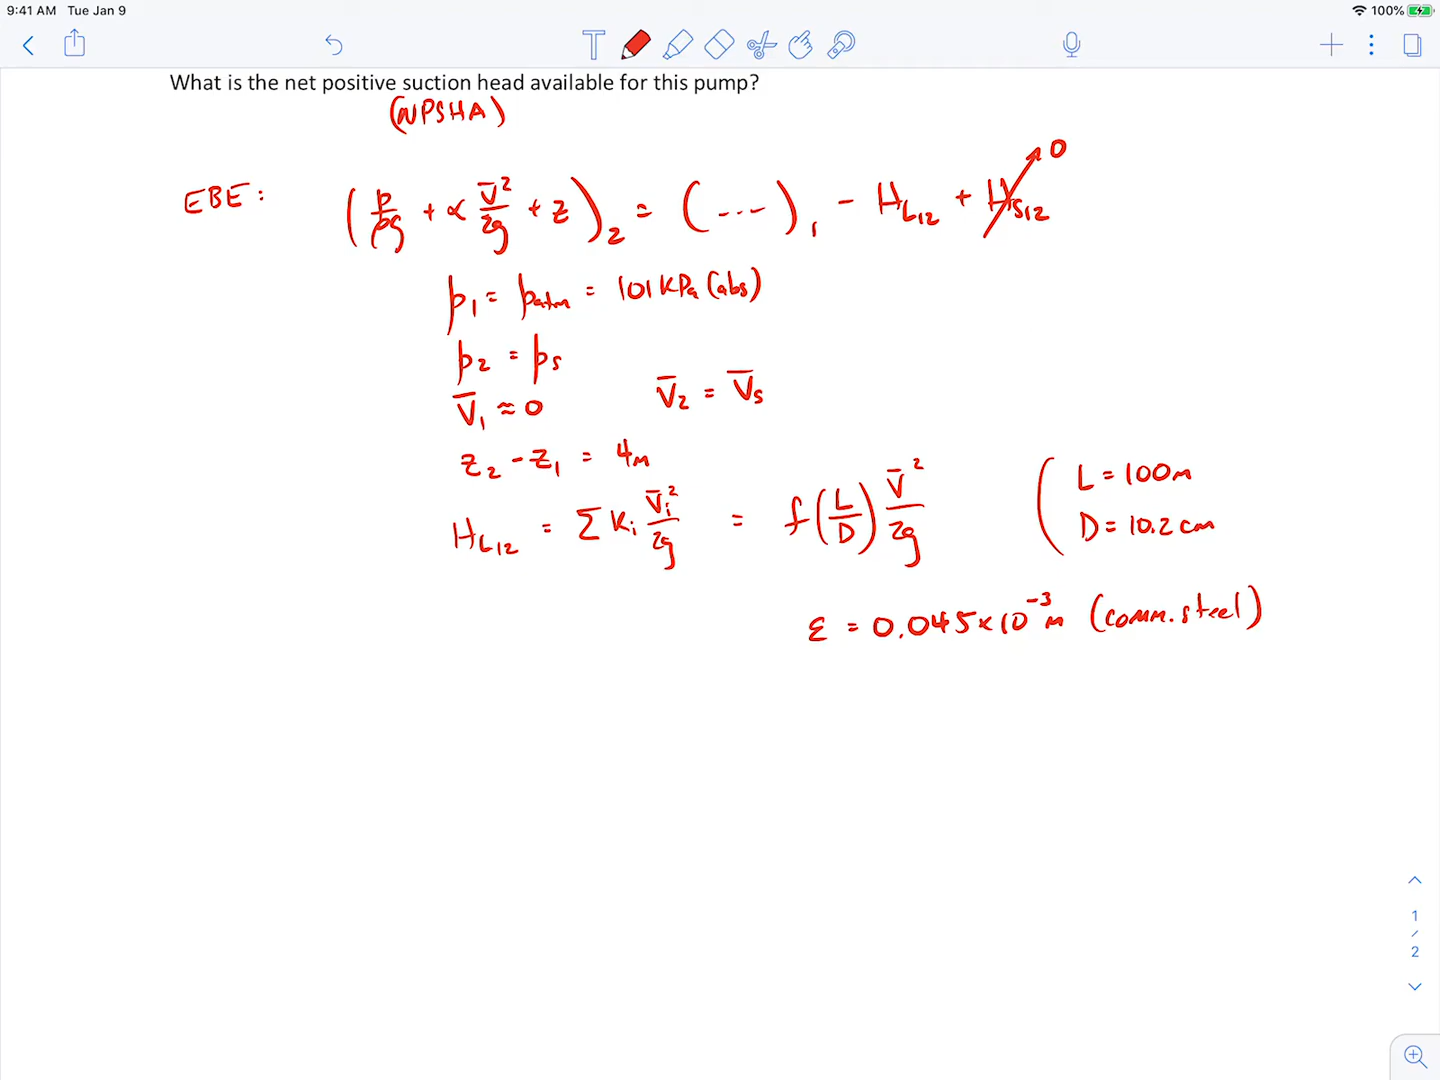 9:41 AM Tue Jan 9 100%
T
What is the net positive suction head available for this pump?
(NPSHA)
EBE: (p/ρg + α V̄²/2g + z)₂ = (---)₁ - H_L12 + H_S12 → 0
p₁ = p_atm = 101 kPa (abs)
p₂ = p_s
V̄₁ ≈ 0 V̄₂ = V̄_s
z₂ - z₁ = 4m
H_L12 = Σ K_i V̄_i²/2g = f (L/D) V̄²/2g ( L = 100m
D = 10.2 cm
ε = 0.045 × 10⁻³ m (comm. steel)
1
/
2